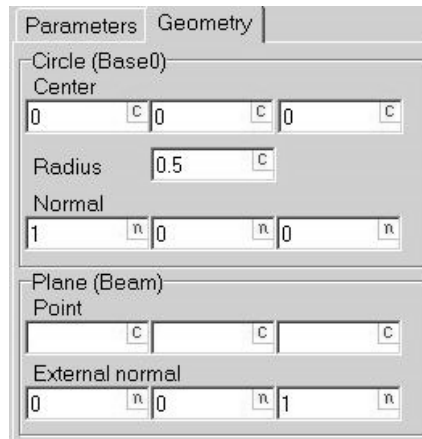 Parameters Geometry
Circle (Base0)
Center
0 C 0 C 0 C
Radius 0.5 C
Normal
1 n 0 n 0 n
Plane (Beam)
Point
C C C
External normal
0 n 0 n 1 n